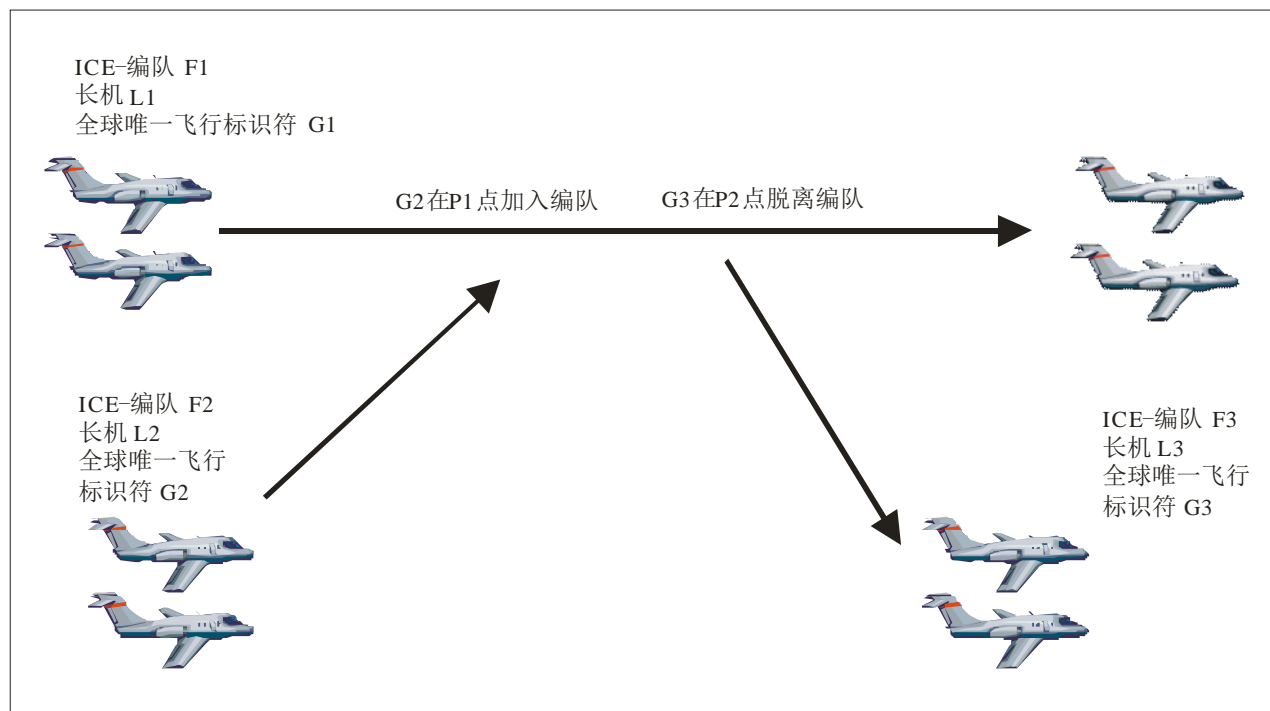 ICE-编队 F1
长机 L1
全球唯一飞行标识符 G1
G2在P1点加入编队
G3在P2点脱离编队
ICE-编队 F2
长机 L2
全球唯一飞行
标识符 G2
ICE-编队 F3
长机 L3
全球唯一飞行
标识符 G3